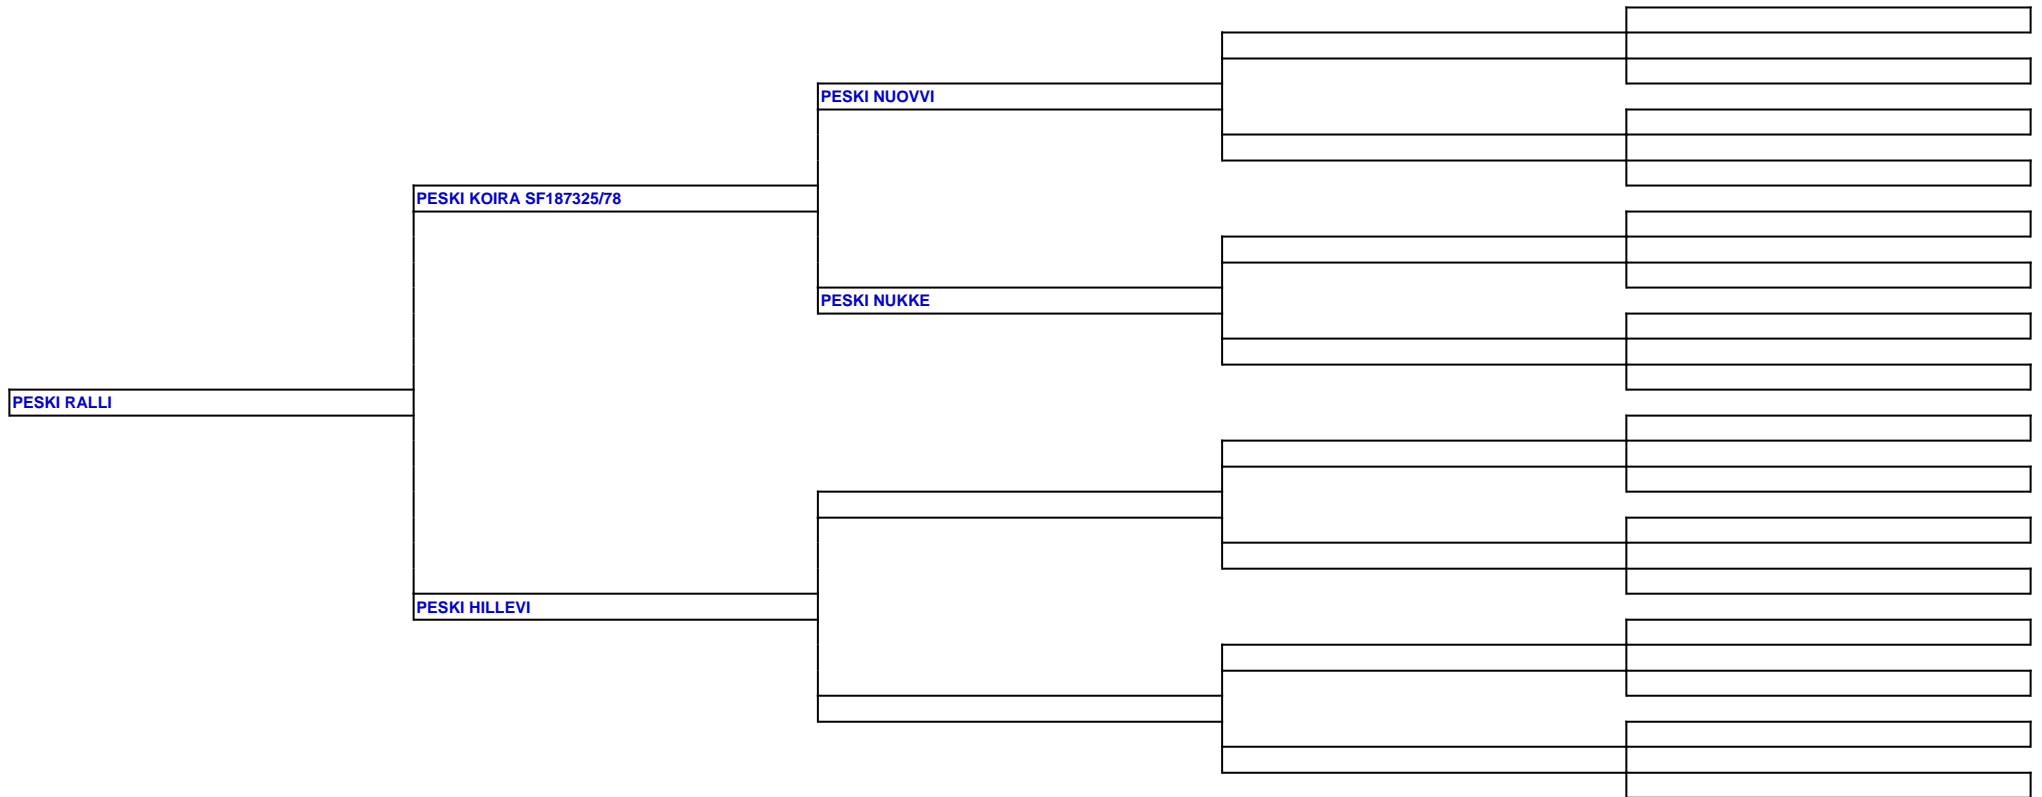 PESKI NUOVVI
PESKI KOIRA SF187325/78
PESKI NUKKE
PESKI RALLI
PESKI HILLEVI